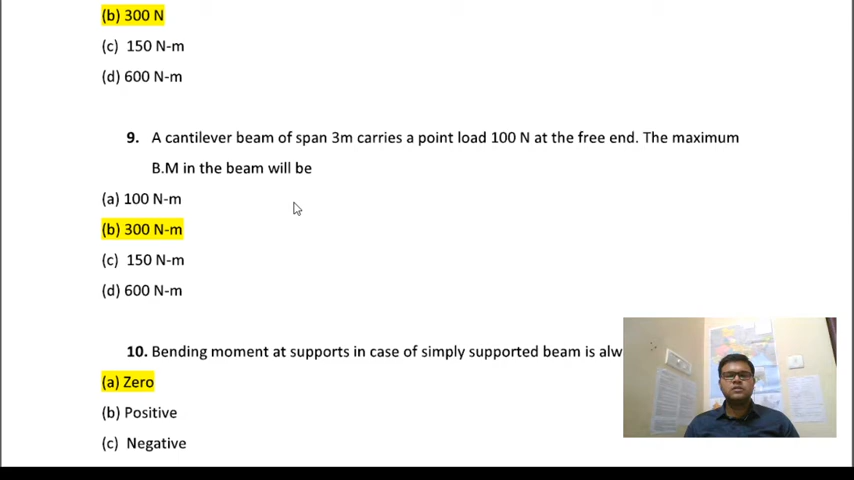 (b) 300 N
(c) 150 N-m
(d) 600 N-m
9. A cantilever beam of span 3m carries a point load 100 N at the free end. The maximum
B.M in the beam will be
(a) 100 N-m
(b) 300 N-m
(c) 150 N-m
(d) 600 N-m
10. Bending moment at supports in case of simply supported beam is
(a) Zero
(b) Positive
(c) Negative